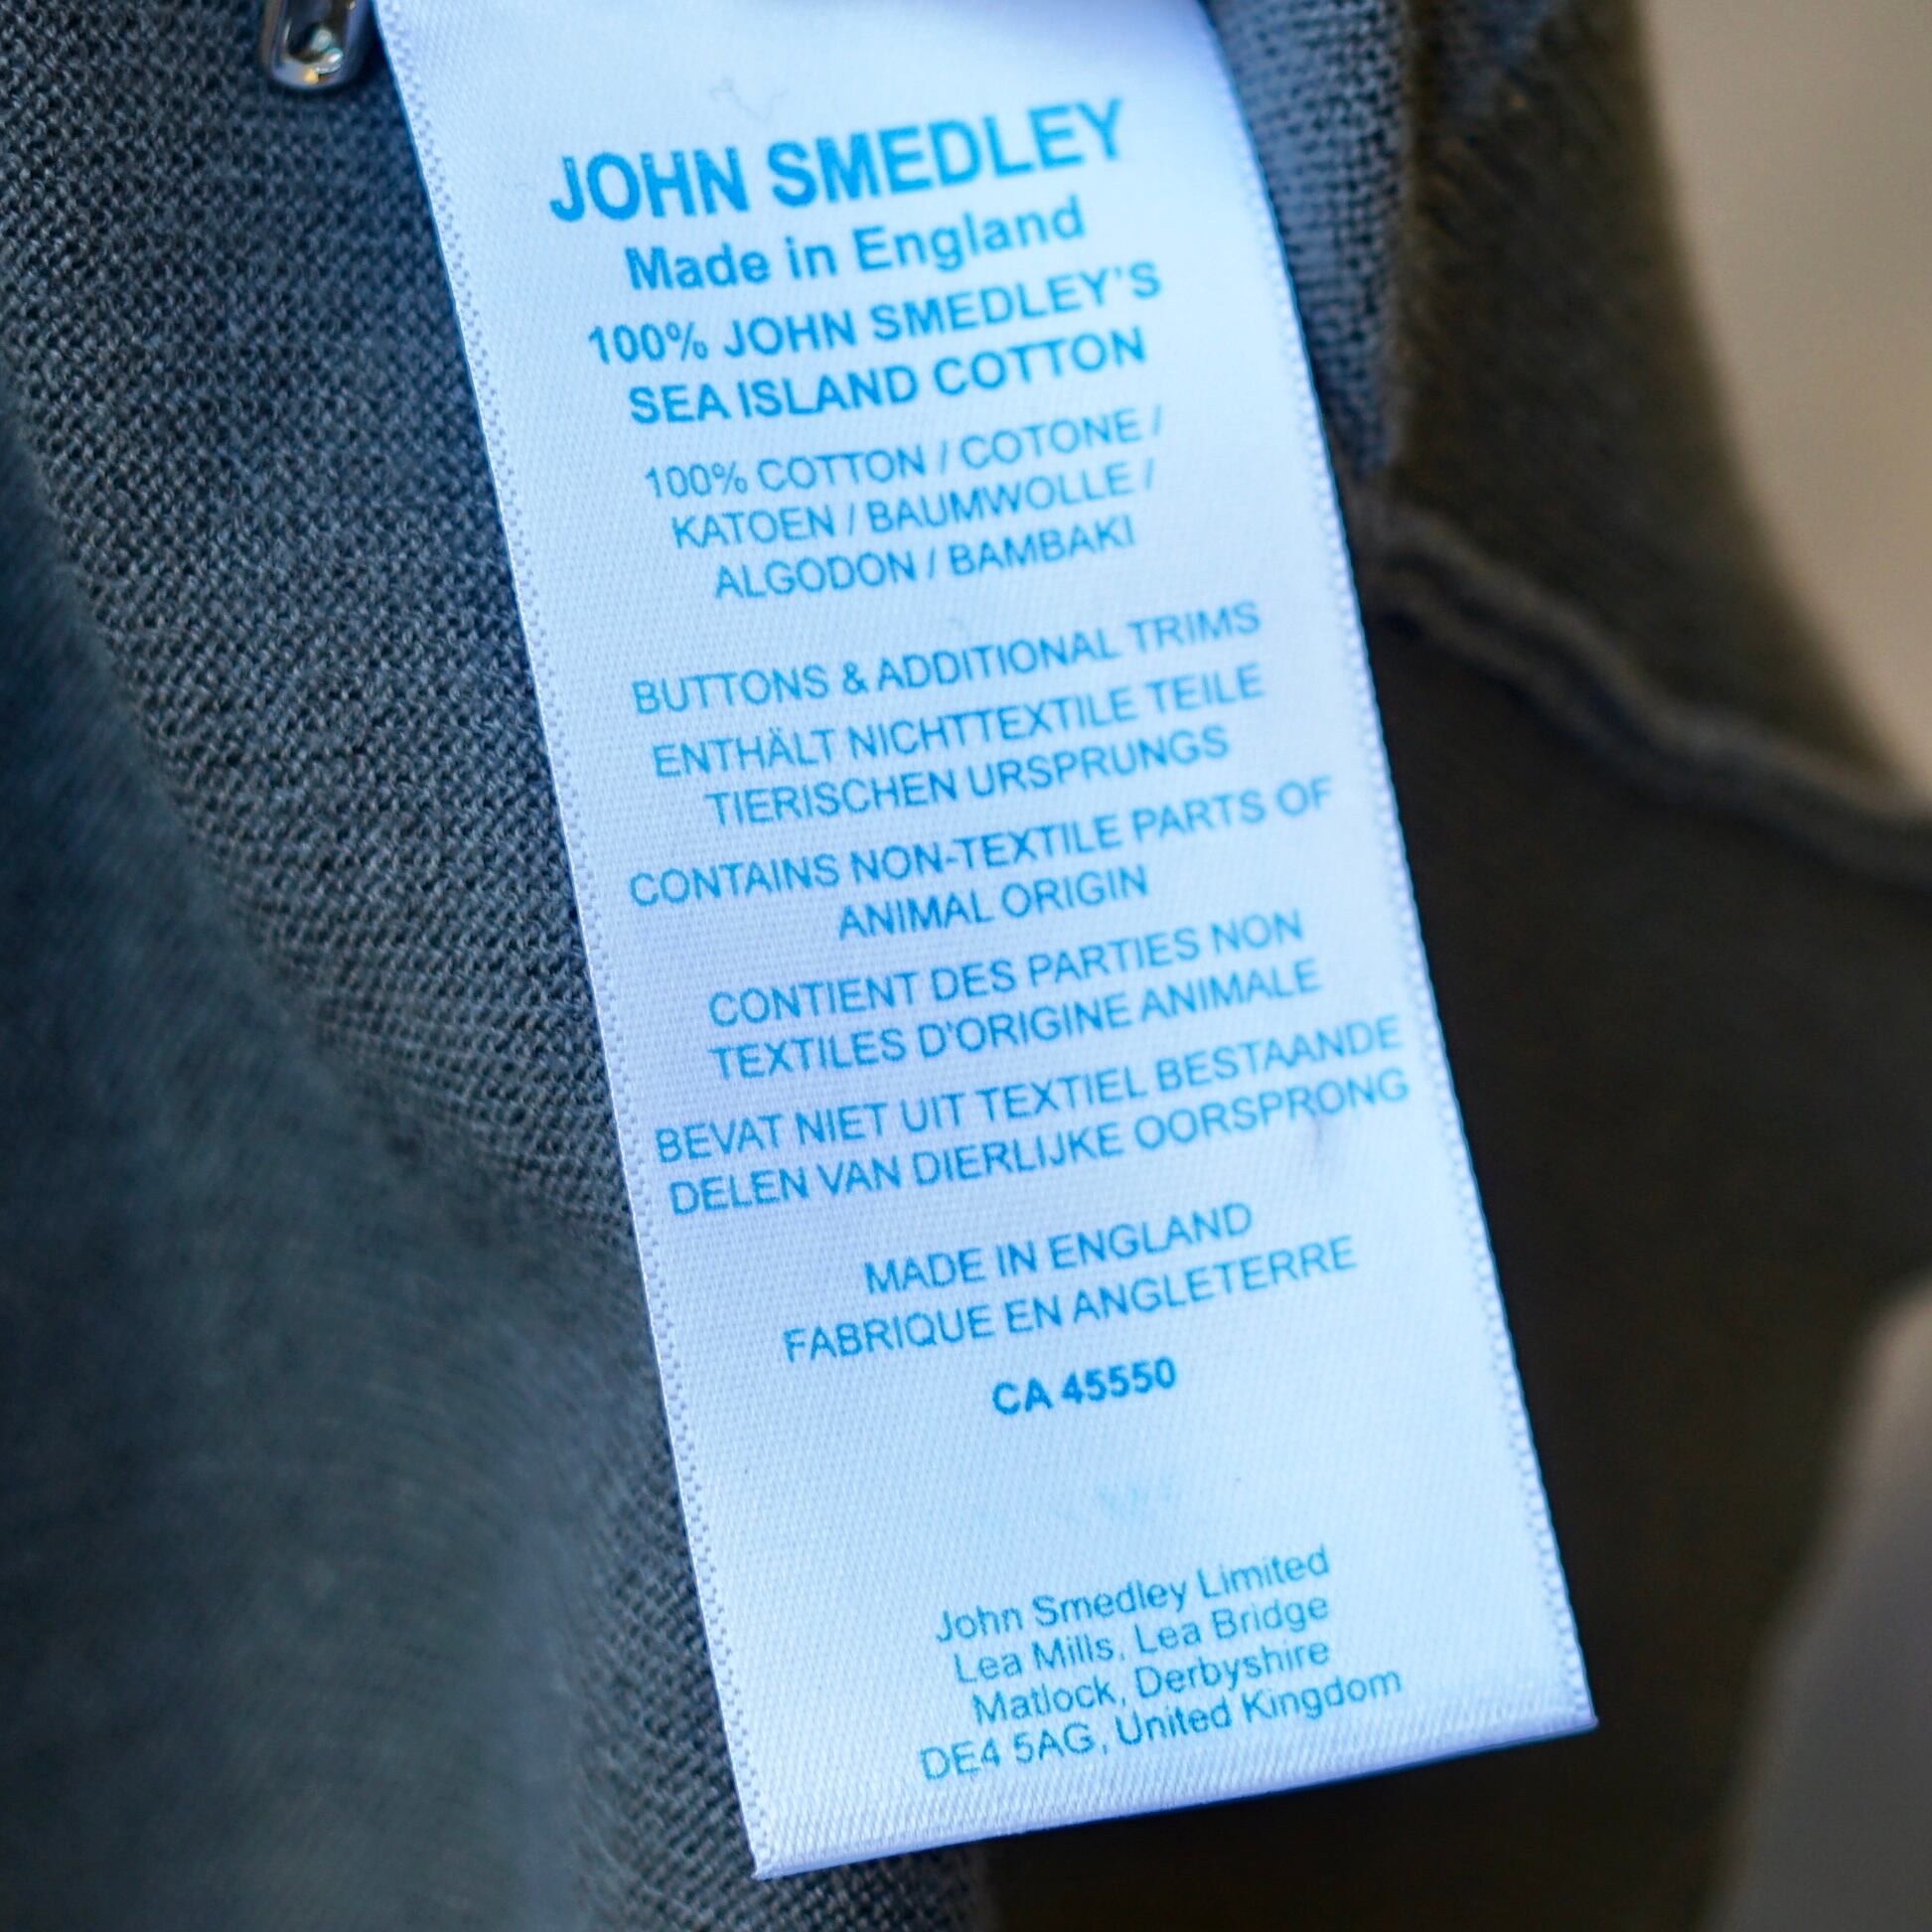 JOHN SMEDLEY
Made in England
100% JOHN SMEDLEY'S
SEA ISLAND COTTON
100% COTTON / COTONE /
KATOEN / BAUMWOLLE /
ALGODON / BAMBAKI
BUTTONS & ADDITIONAL TRIMS
ENTHÄLT NICHTTEXTILE TEILE
TIERISCHEN URSPRUNGS
CONTAINS NON-TEXTILE PARTS OF
ANIMAL ORIGIN
CONTIENT DES PARTIES NON
TEXTILES D'ORIGINE ANIMALE
BEVAT NIET UIT TEXTIEL BESTAANDE
DELEN VAN DIERLIJKE OORSPRONG
MADE IN ENGLAND
FABRIQUE EN ANGLETERRE
CA 45550
John Smedley Limited
Lea Mills, Lea Bridge
Matlock, Derbyshire
DE4 5AG, United Kingdom